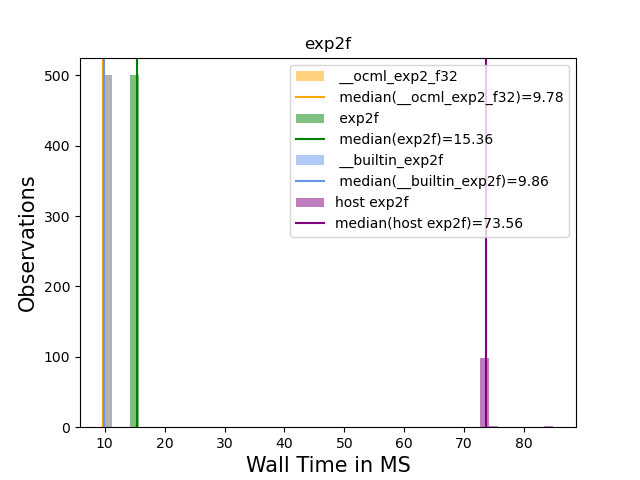 exp2f
__ocml_exp2_f32
median(__ocml_exp2_f32)=9.78
exp2f
median(exp2f)=15.36
__builtin_exp2f
median(__builtin_exp2f)=9.86
host exp2f
median(host exp2f)=73.56
Observations
500
400
300
200
100
0
10 20 30 40 50 60 70 80
Wall Time in MS